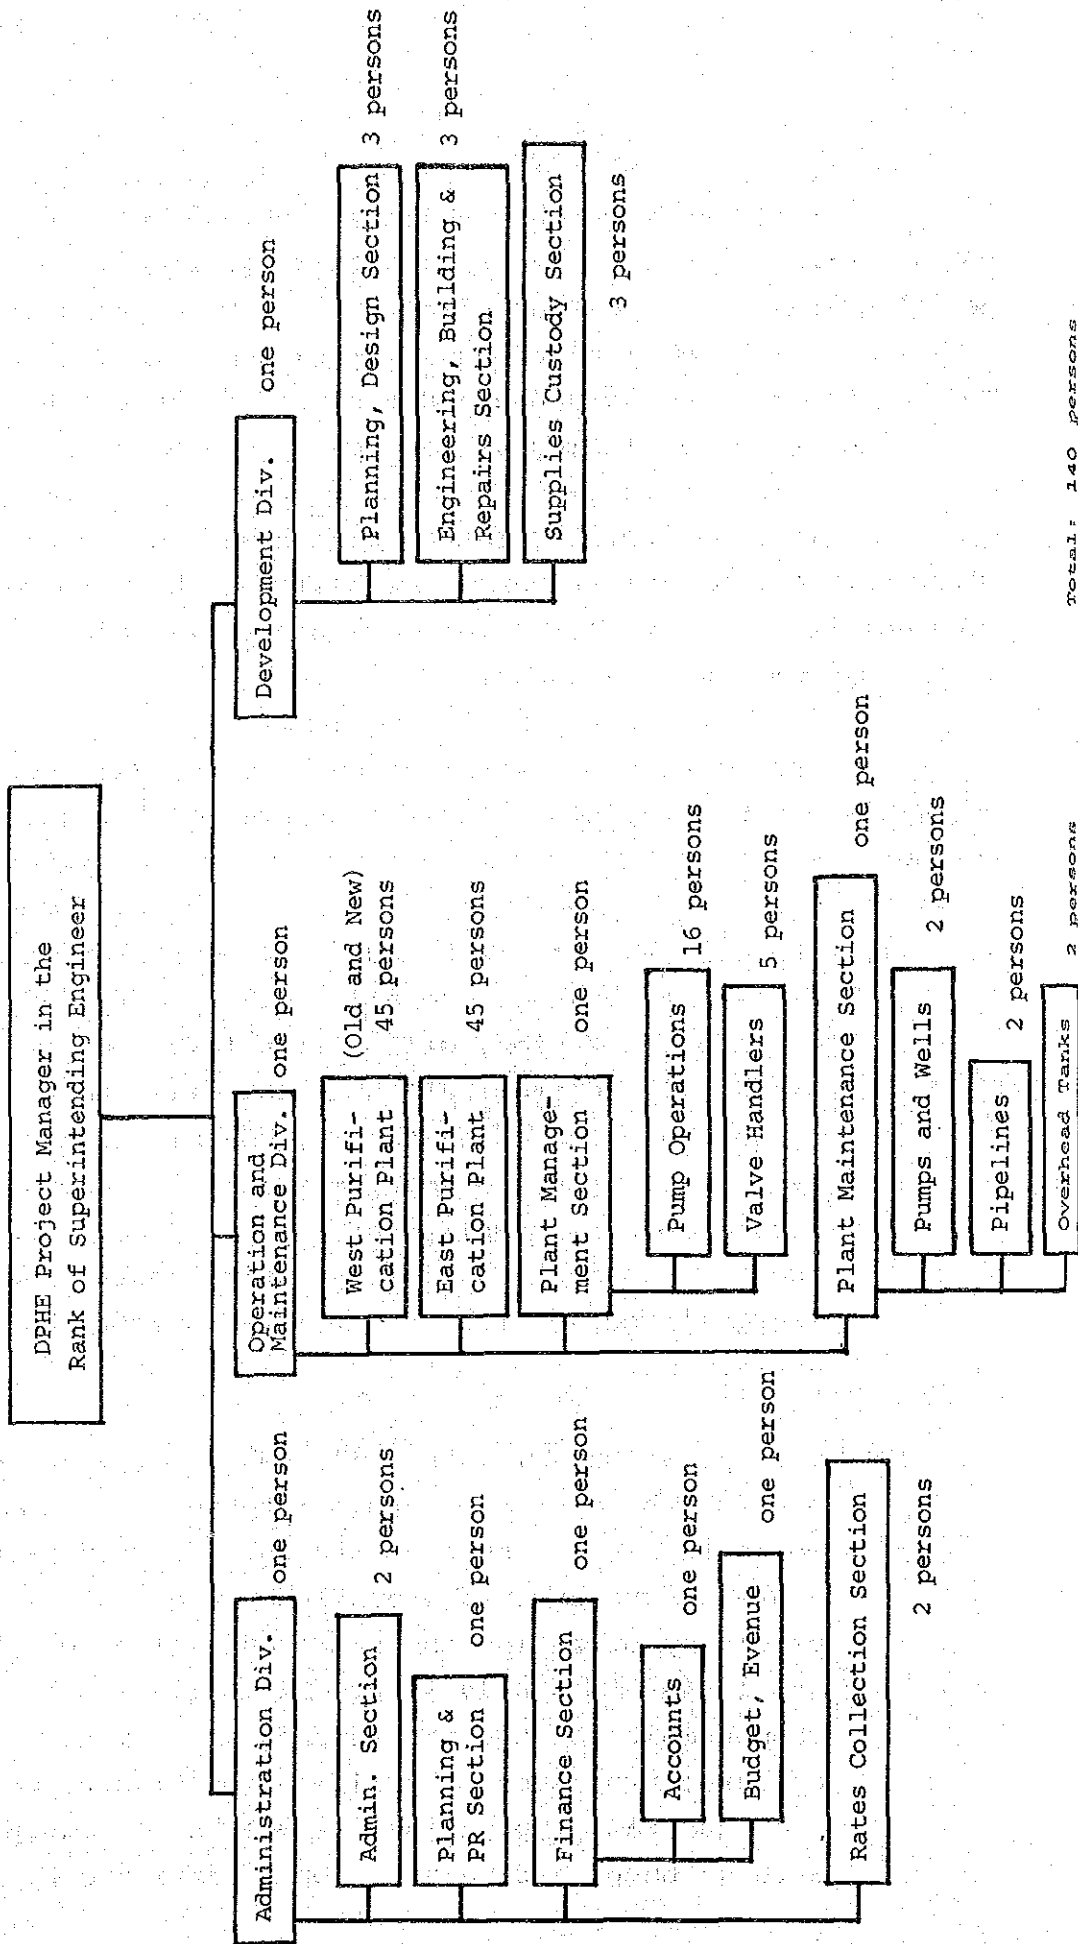 DPHE Project Manager in the
Rank of Superintending Engineer
Administration Div.
one person
Admin. Section
2 persons
Planning &
PR Section
one person
Finance Section
one person
Accounts
one person
Budget, Evenue
one person
Rates Collection Section
2 persons
Operation and
Maintenance Div.
one person
West Purifi-
cation Plant
(Old and New)
45 persons
East Purifi-
cation Plant
45 persons
Plant Manage-
ment Section
one person
Pump Operations
16 persons
Valve Handlers
5 persons
Plant Maintenance Section
one person
Pumps and Wells
2 persons
Pipelines
2 persons
Overhead Tanks
2 persons
Development Div.
one person
Planning, Design Section
3 persons
Engineering, Building &
Repairs Section
3 persons
Supplies Custody Section
3 persons
Total: 140 persons